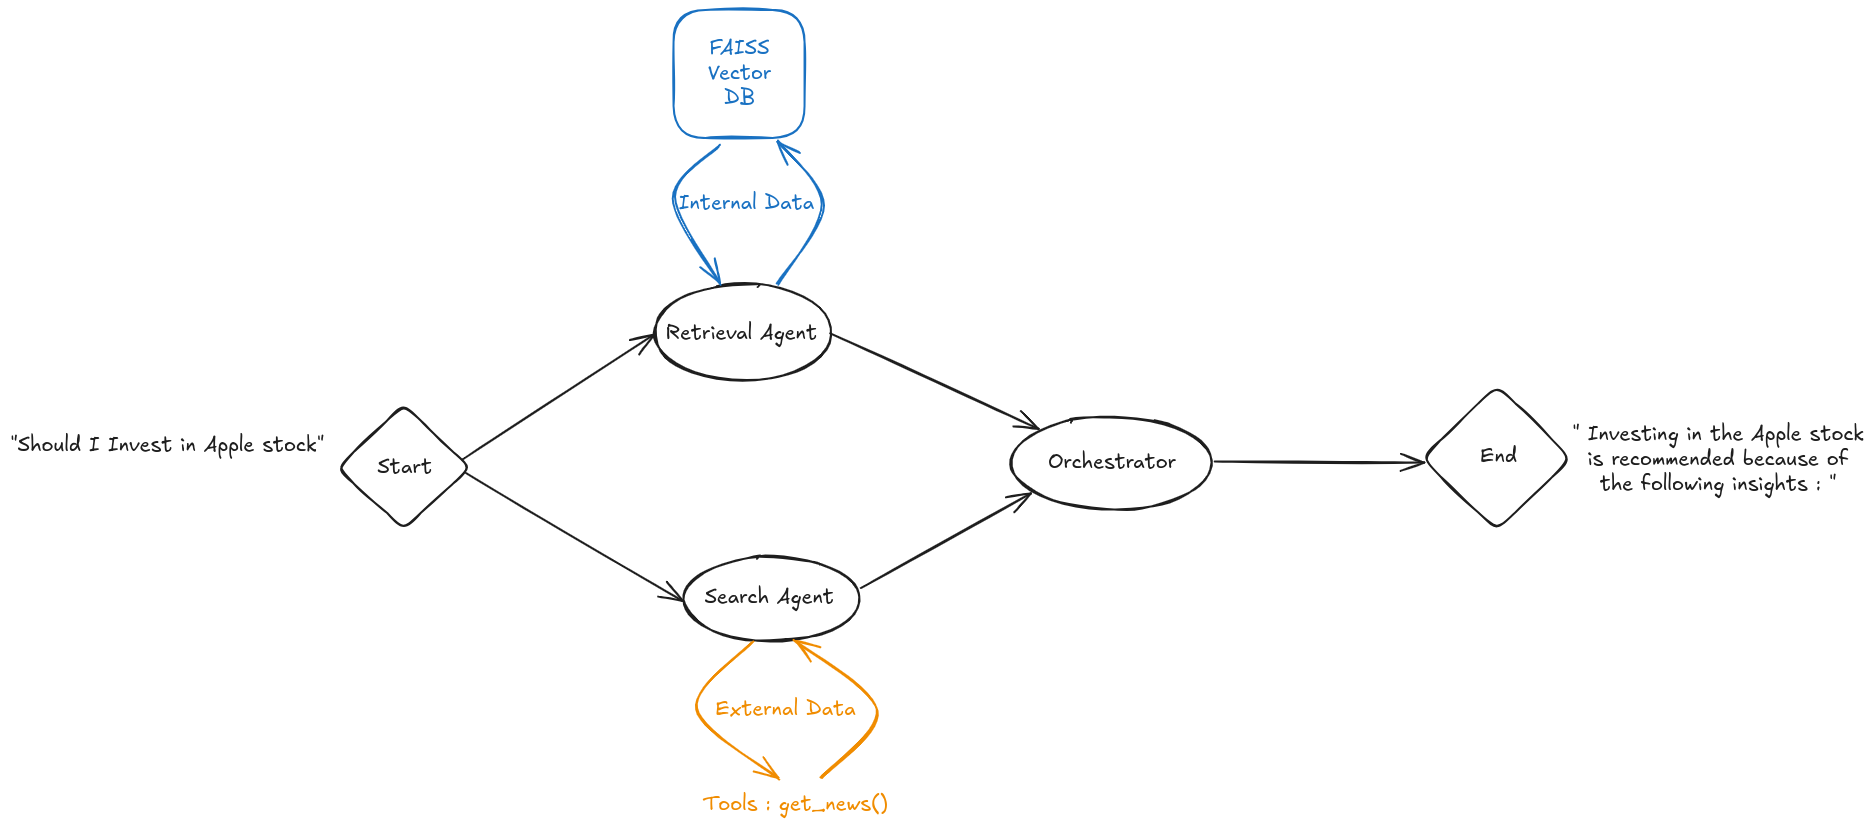 FAISS
Vector
DB
Internal Data
Retrieval Agent
"Should I Invest in Apple stock"
Start
Orchestrator
End
" Investing in the Apple stock
is recommended because of
the following insights : "
Search Agent
External Data
Tools : get_news()